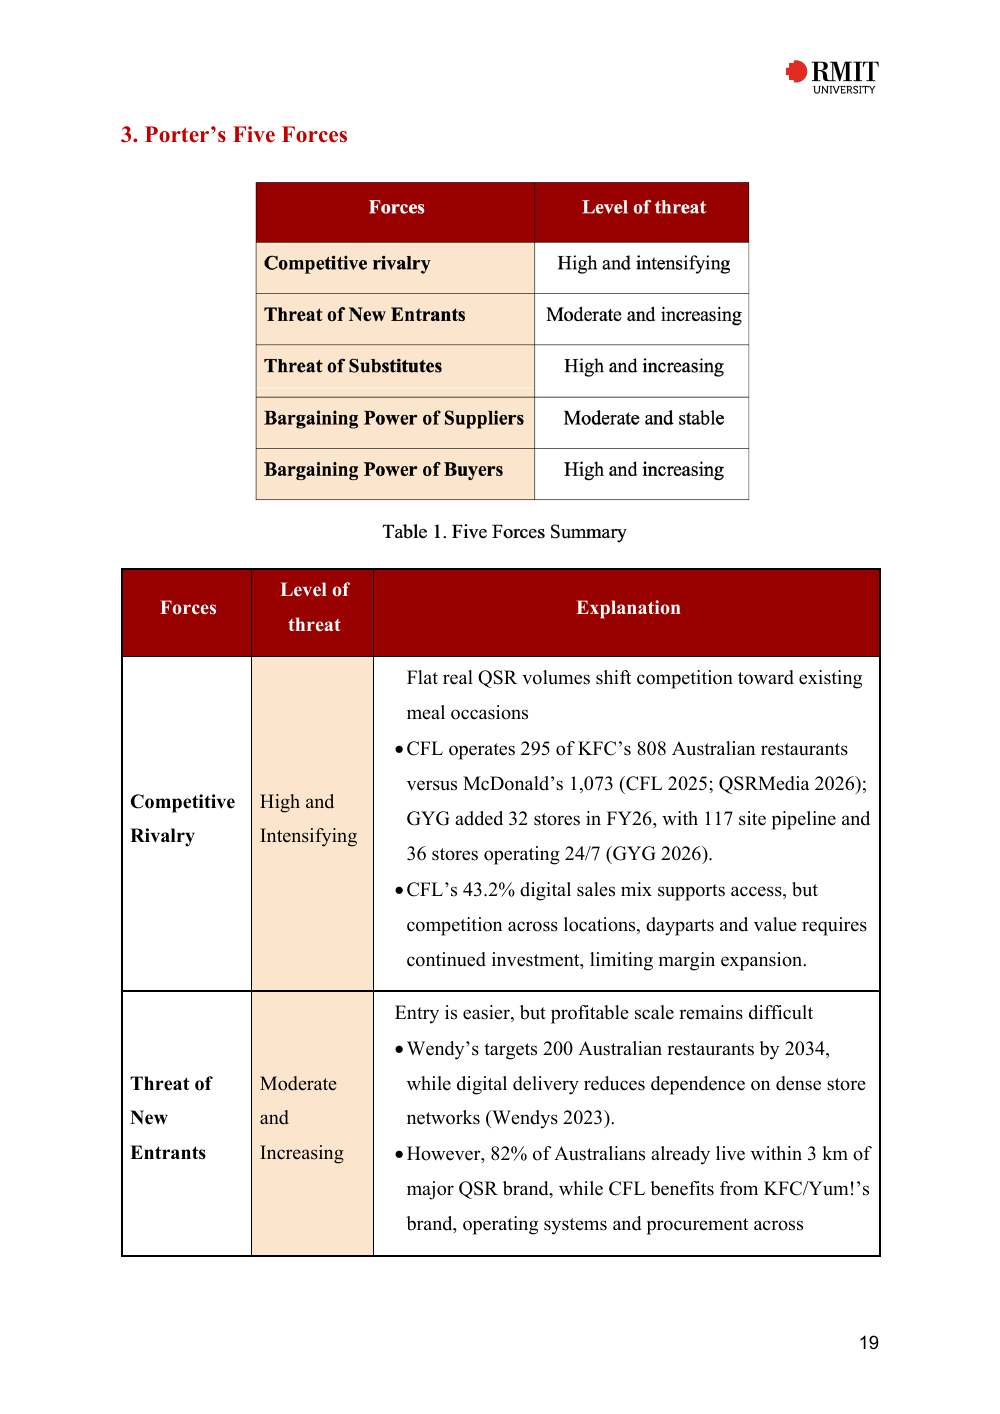 RMIT
UNIVERSITY
3. Porter’s Five Forces
Forces Level of threat
Competitive rivalry High and intensifying
Threat of New Entrants Moderate and increasing
Threat of Substitutes High and increasing
Bargaining Power of Suppliers Moderate and stable
Bargaining Power of Buyers High and increasing
Table 1. Five Forces Summary
Forces
Level of
threat
Explanation
Competitive
Rivalry
High and
Intensifying
Flat real QSR volumes shift competition toward existing
meal occasions
• CFL operates 295 of KFC’s 808 Australian restaurants
versus McDonald’s 1,073 (CFL 2025; QSRMedia 2026);
GYG added 32 stores in FY26, with 117 site pipeline and
36 stores operating 24/7 (GYG 2026).
• CFL’s 43.2% digital sales mix supports access, but
competition across locations, dayparts and value requires
continued investment, limiting margin expansion.
Threat of
New
Entrants
Moderate
and
Increasing
Entry is easier, but profitable scale remains difficult
• Wendy’s targets 200 Australian restaurants by 2034,
while digital delivery reduces dependence on dense store
networks (Wendys 2023).
• However, 82% of Australians already live within 3 km of
major QSR brand, while CFL benefits from KFC/Yum!’s
brand, operating systems and procurement across
19